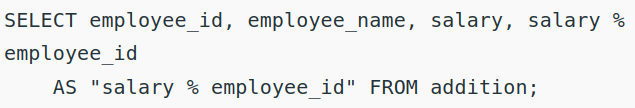 SELECT employee_id, employee_name, salary, salary %
employee_id
    AS "salary % employee_id" FROM addition;